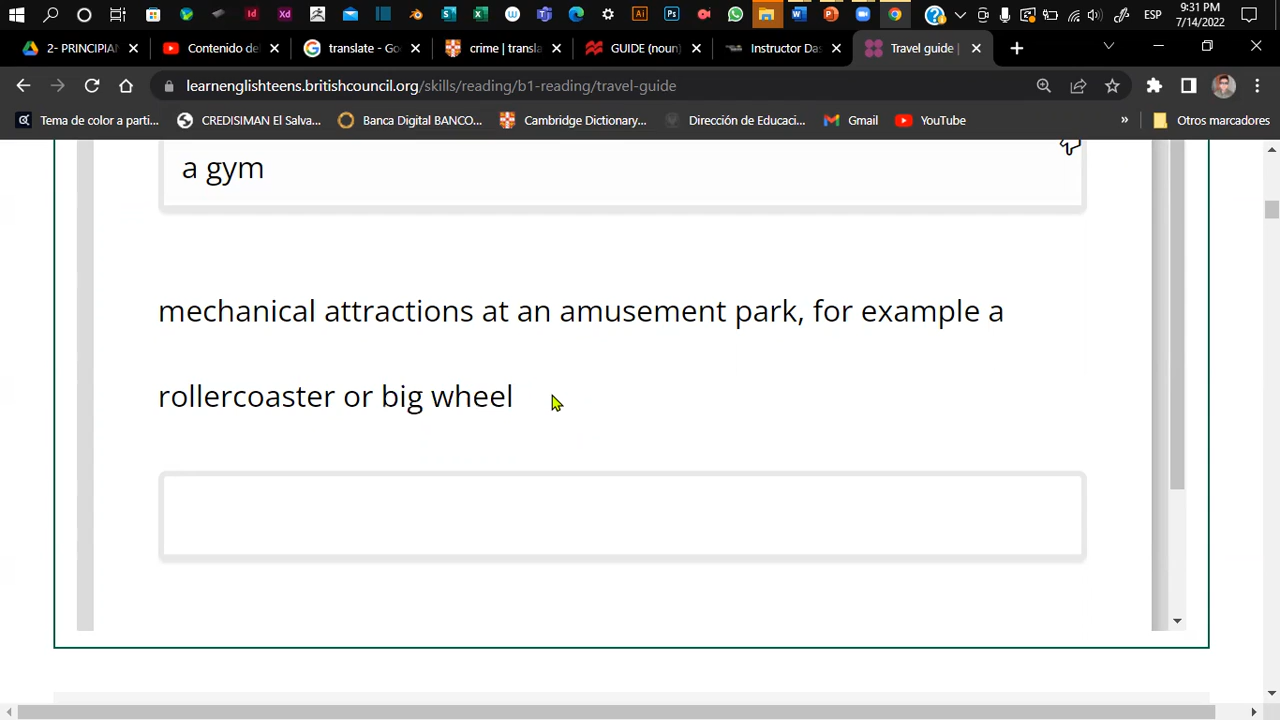 9:31 PM
ESP
7/14/2022
2- PRINCIPIAN
Contenido de
translate - Go
crime | transla
GUIDE (noun)
Instructor Das
Travel guide |
learnenglishteens.britishcouncil.org/skills/reading/b1-reading/travel-guide
Tema de color a parti...
CREDISIMAN El Salva...
Banca Digital BANCO...
Cambridge Dictionary...
Dirección de Educaci...
Gmail
YouTube
»
Otros marcadores
a gym
mechanical attractions at an amusement park, for example a
rollercoaster or big wheel